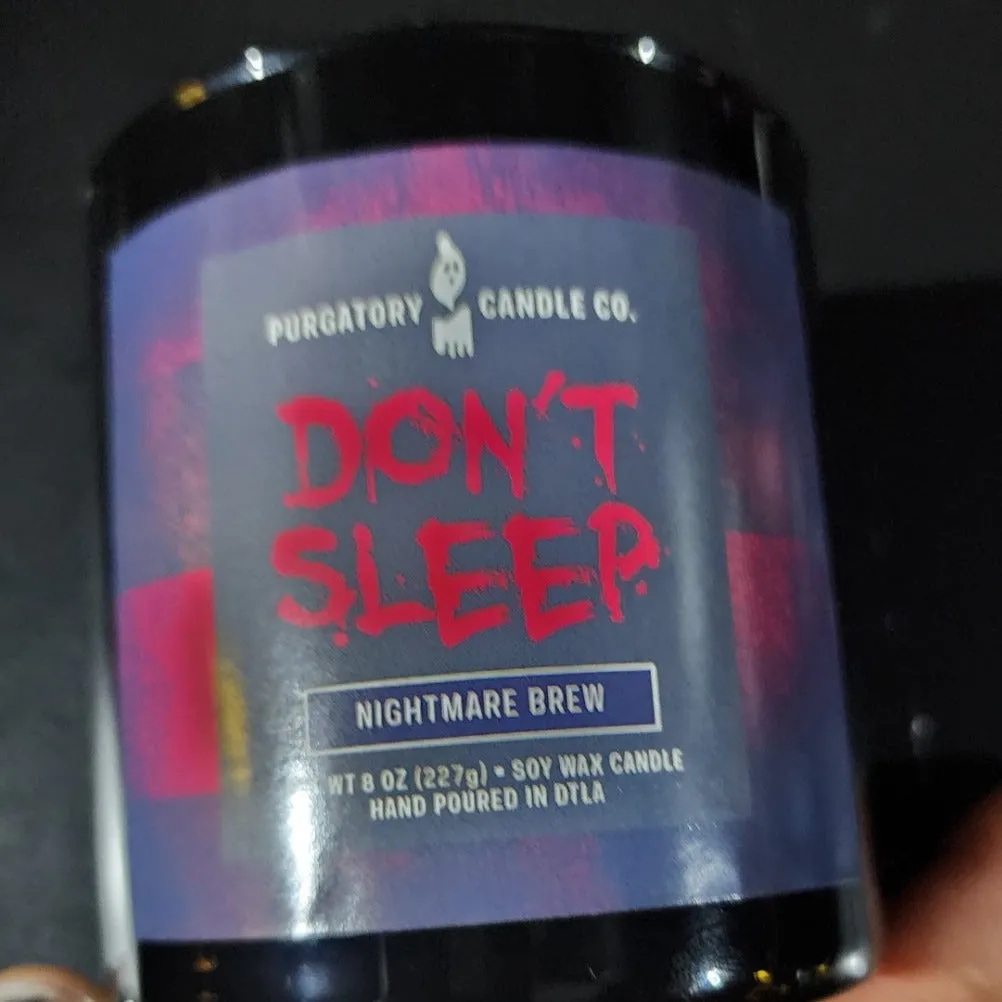 PURGATORY CANDLE CO.
DON'T
SLEEP
NIGHTMARE BREW
WT 8 OZ (227g) • SOY WAX CANDLE
HAND POURED IN DTLA